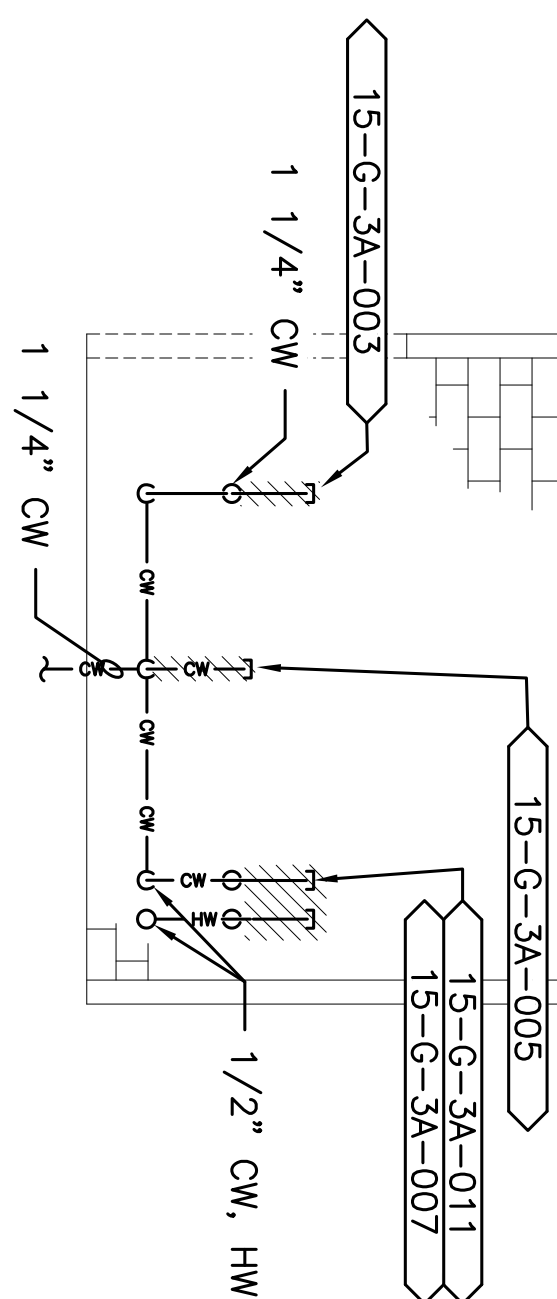 15-G-3A-003
1 1/4" CW
1 1/4" CW
CW
CW
CW
CW
CW
CW
HW
15-G-3A-005
15-G-3A-011
15-G-3A-007
1/2" CW, HW